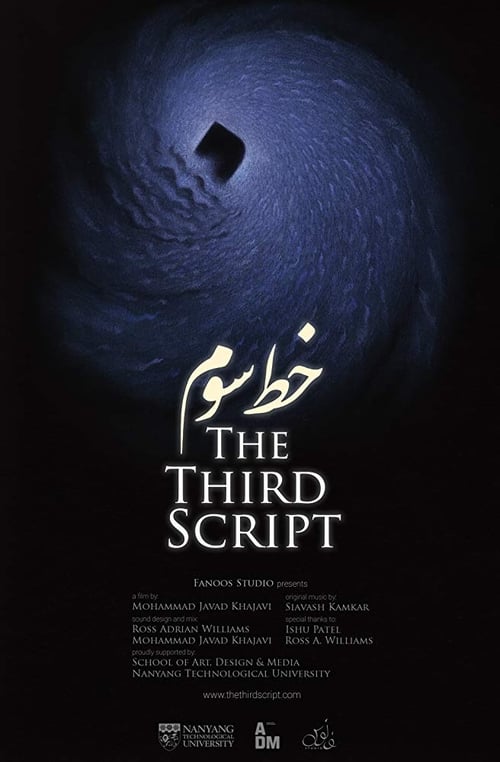 خط سوم
THE
THIRD
SCRIPT
FANOOS STUDIO presents
a film by:
MOHAMMAD JAVAD KHAJAVI
original music by:
SIAVASH KAMKAR
sound design and mix:
ROSS ADRIAN WILLIAMS
MOHAMMAD JAVAD KHAJAVI
special thanks to:
ISHU PATEL
ROSS A. WILLIAMS
proudly supported by:
SCHOOL OF ART, DESIGN & MEDIA
NANYANG TECHNOLOGICAL UNIVERSITY
www.thethirdscript.com
NANYANG
TECHNOLOGICAL
UNIVERSITY
A
DM
فانوس